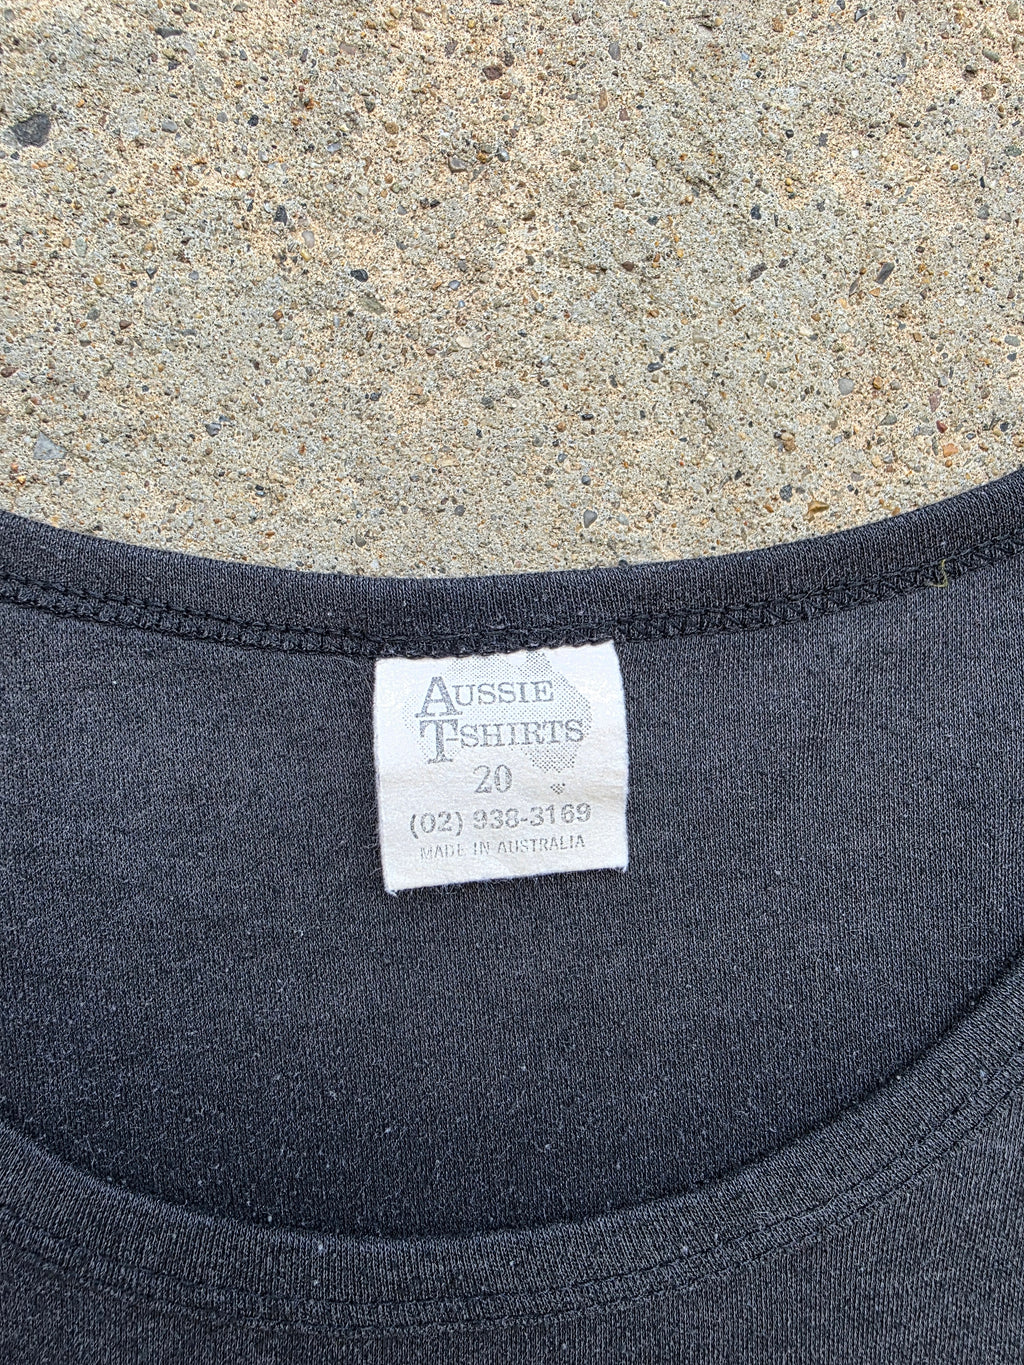 AUSSIE
T-SHIRTS
20
(02) 938-3169
MADE IN AUSTRALIA